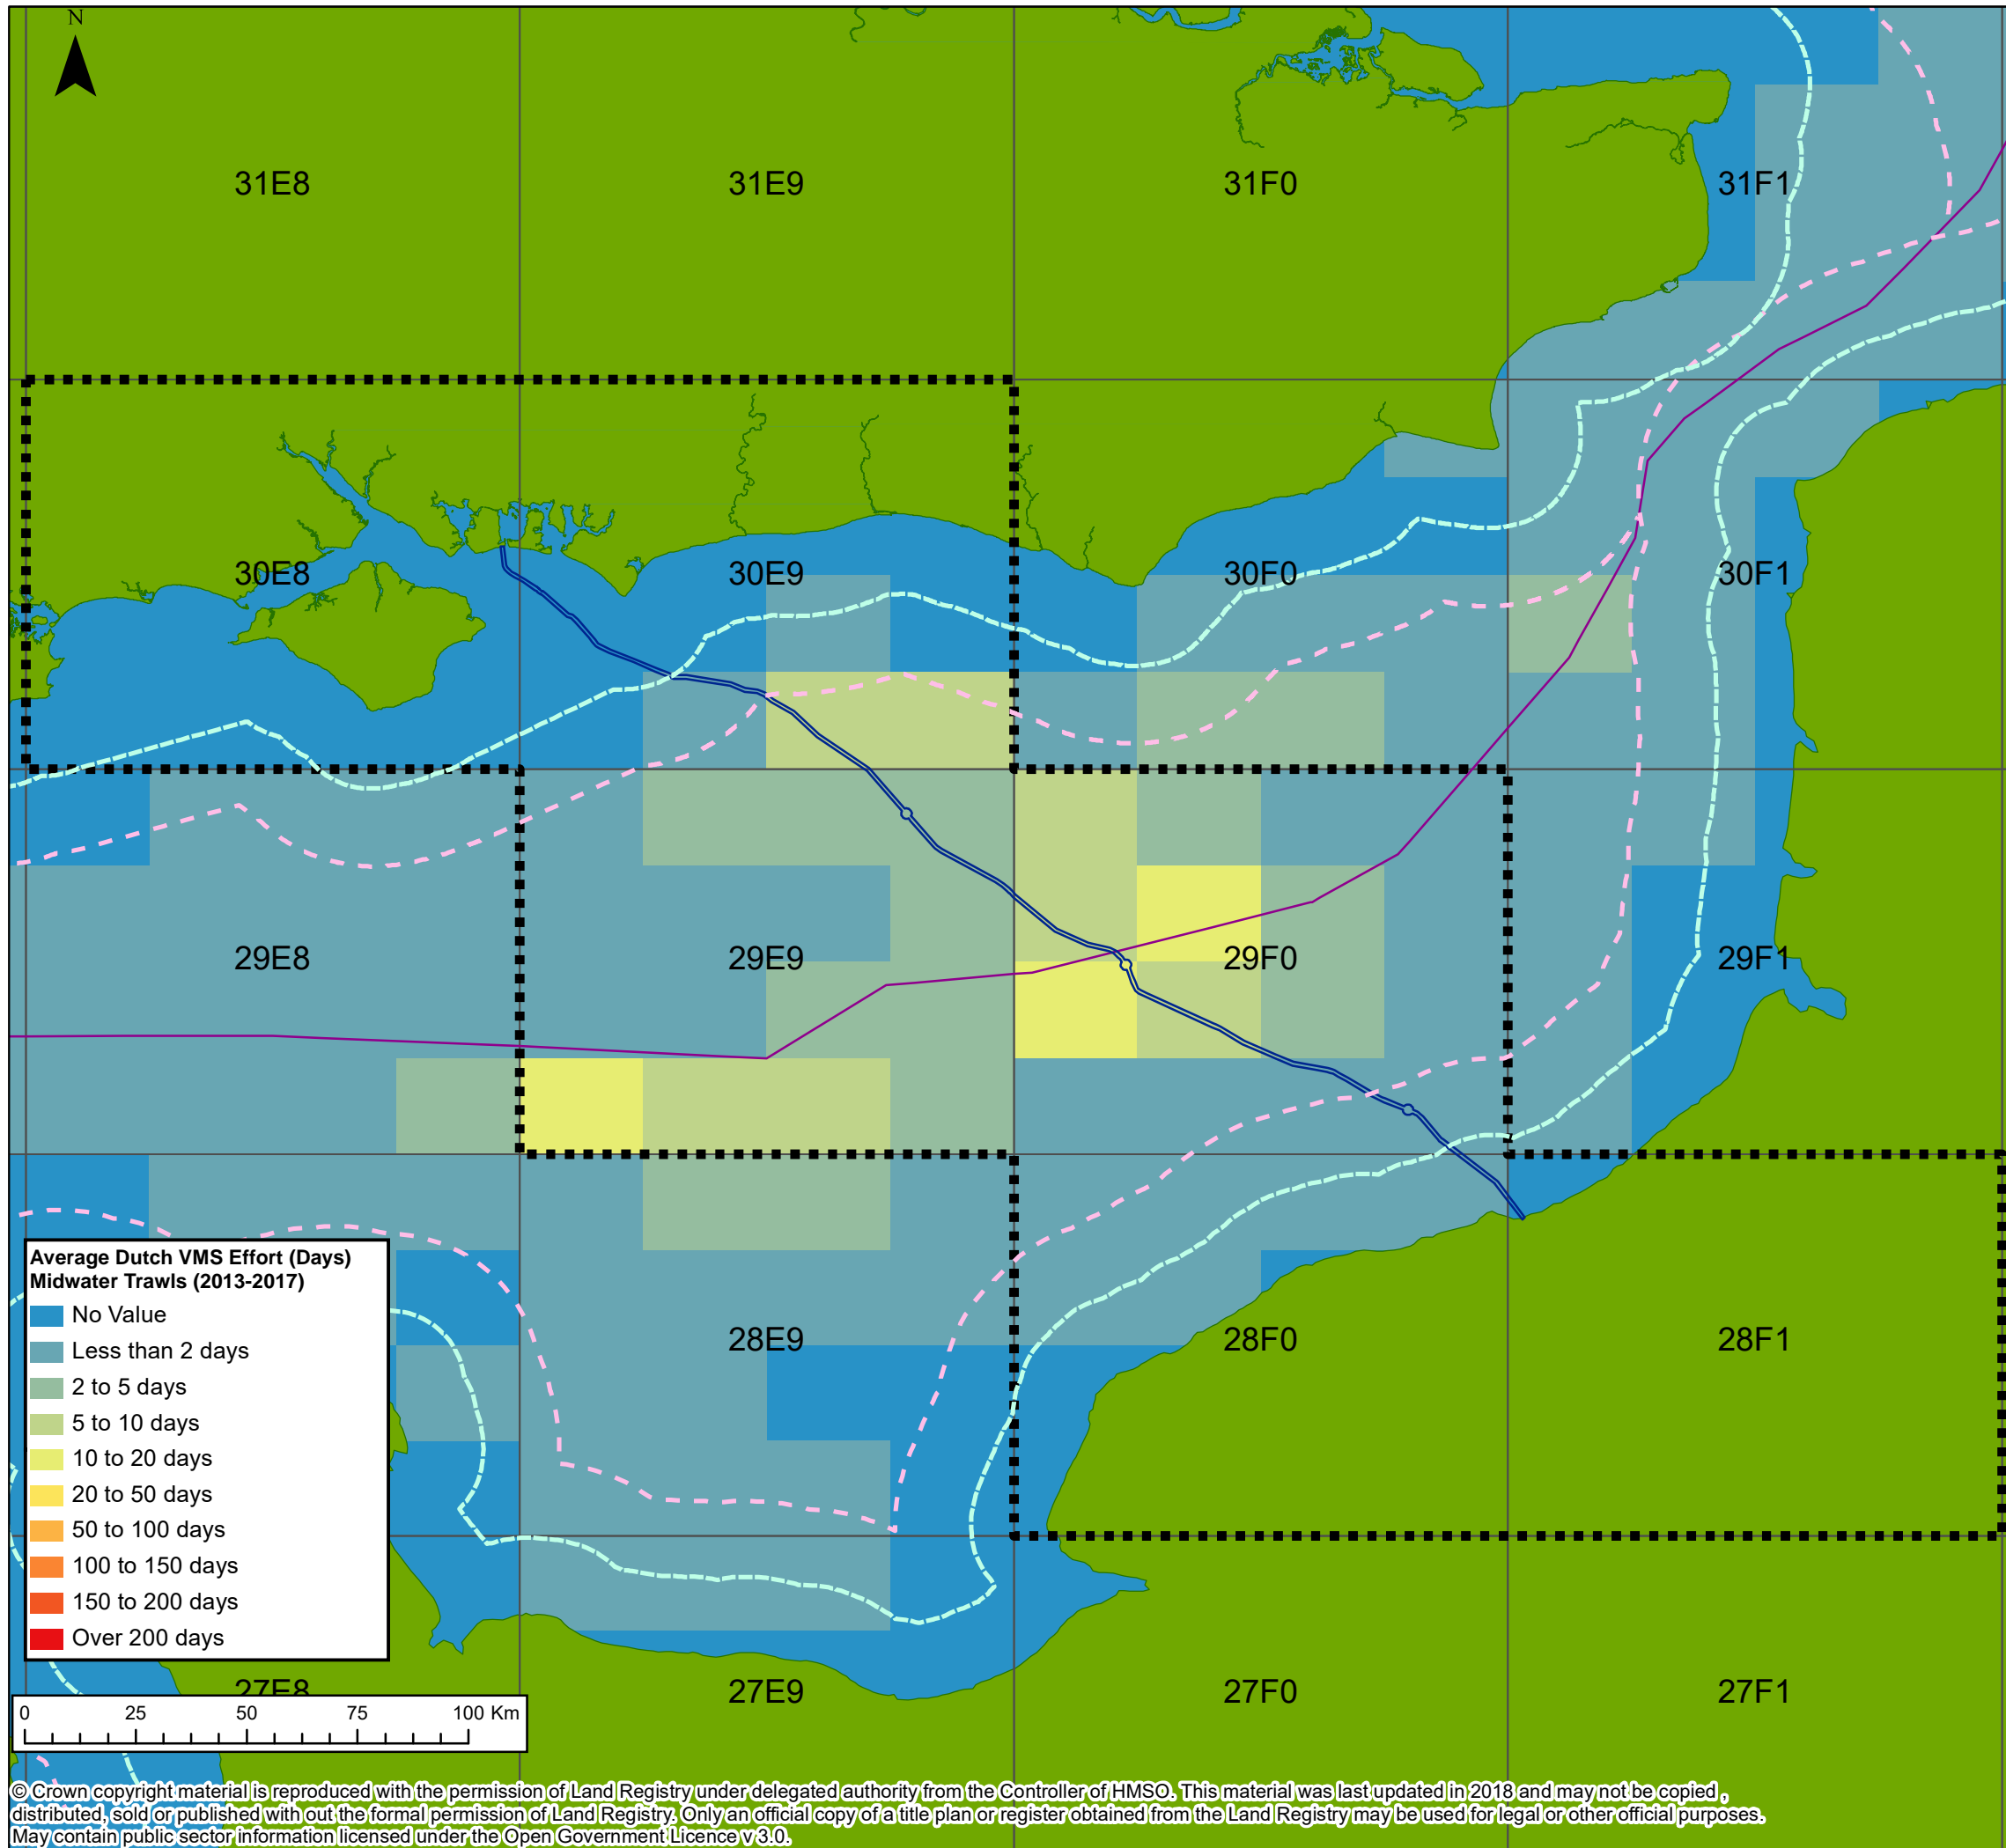 N
31E8 31E9 31F0 31F1
30E8 30E9 30F0 30F1
29E8 29E9 29F0 29F1
28E9 28F0 28F1
Average Dutch VMS Effort (Days)
Midwater Trawls (2013-2017)
No Value
Less than 2 days
2 to 5 days
5 to 10 days
10 to 20 days
20 to 50 days
50 to 100 days
100 to 150 days
150 to 200 days
Over 200 days
27E8 27E9 27F0 27F1
0 25 50 75 100 Km
© Crown copyright material is reproduced with the permission of Land Registry under delegated authority from the Controller of HMSO. This material was last updated in 2018 and may not be copied ,
distributed, sold or published with out the formal permission of Land Registry. Only an official copy of a title plan or register obtained from the Land Registry may be used for legal or other official purposes.
May contain public sector information licensed under the Open Government Licence v 3.0.